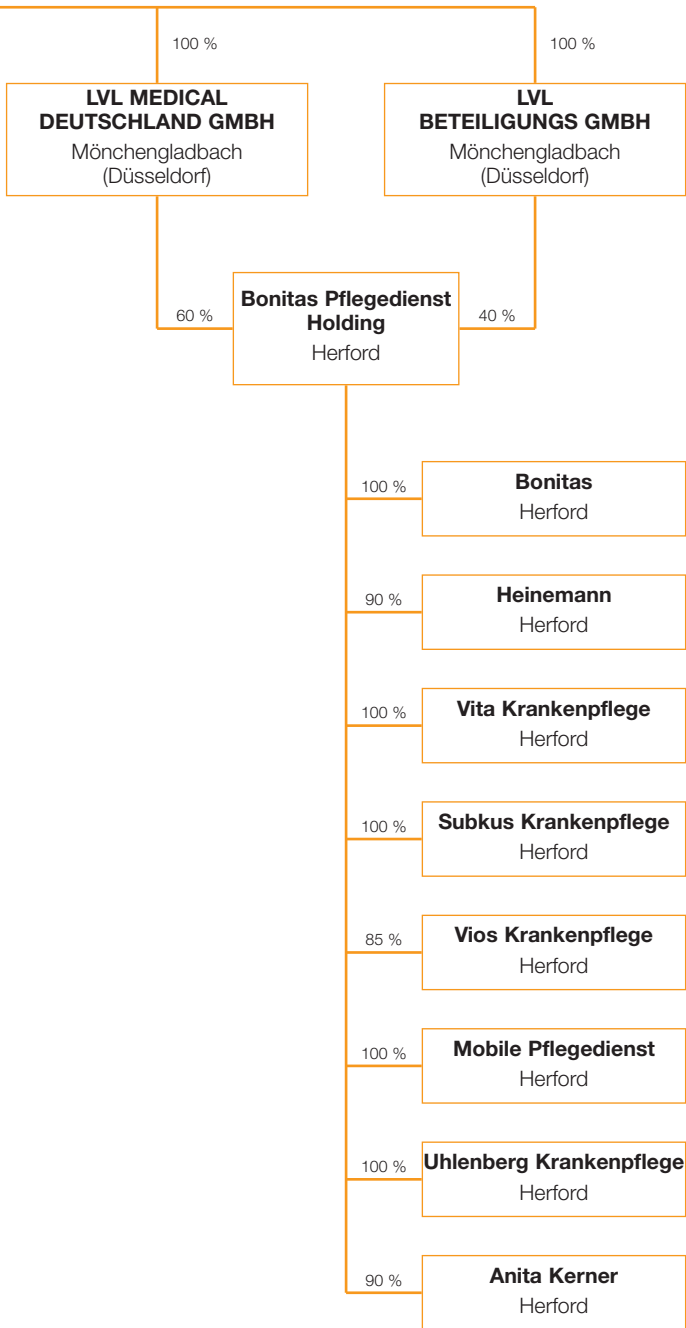 100 %
100 %
LVL MEDICAL
DEUTSCHLAND GMBH
Mönchengladbach
(Düsseldorf)
LVL
BETEILIGUNGS GMBH
Mönchengladbach
(Düsseldorf)
60 %
Bonitas Pflegedienst
Holding
Herford
40 %
100 %
Bonitas
Herford
90 %
Heinemann
Herford
100 %
Vita Krankenpflege
Herford
100 %
Subkus Krankenpflege
Herford
85 %
Vios Krankenpflege
Herford
100 %
Mobile Pflegedienst
Herford
100 %
Uhlenberg Krankenpflege
Herford
90 %
Anita Kerner
Herford